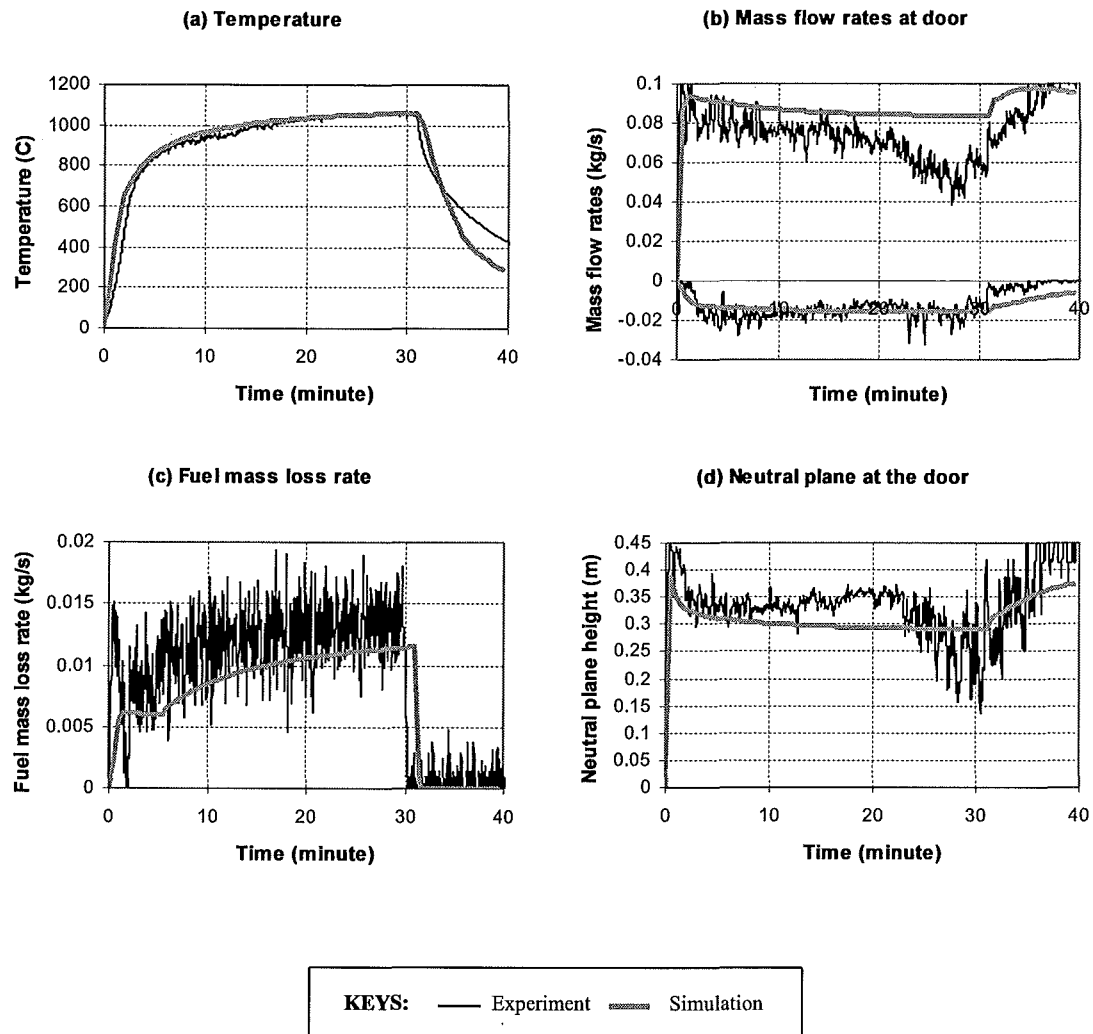 (a) Temperature
1200
1000
800
600
400
200
0
Temperature (C)
0 10 20 30 40
Time (minute)
(b) Mass flow rates at door
0.1
0.08
0.06
0.04
0.02
0
-0.02
-0.04
Mass flow rates (kg/s)
0 10 20 30 40
Time (minute)
(c) Fuel mass loss rate
0.02
0.015
0.01
0.005
0
Fuel mass loss rate (kg/s)
0 10 20 30 40
Time (minute)
(d) Neutral plane at the door
0.45
0.4
0.35
0.3
0.25
0.2
0.15
0.1
0.05
0
Neutral plane height (m)
0 10 20 30 40
Time (minute)
KEYS: Experiment Simulation